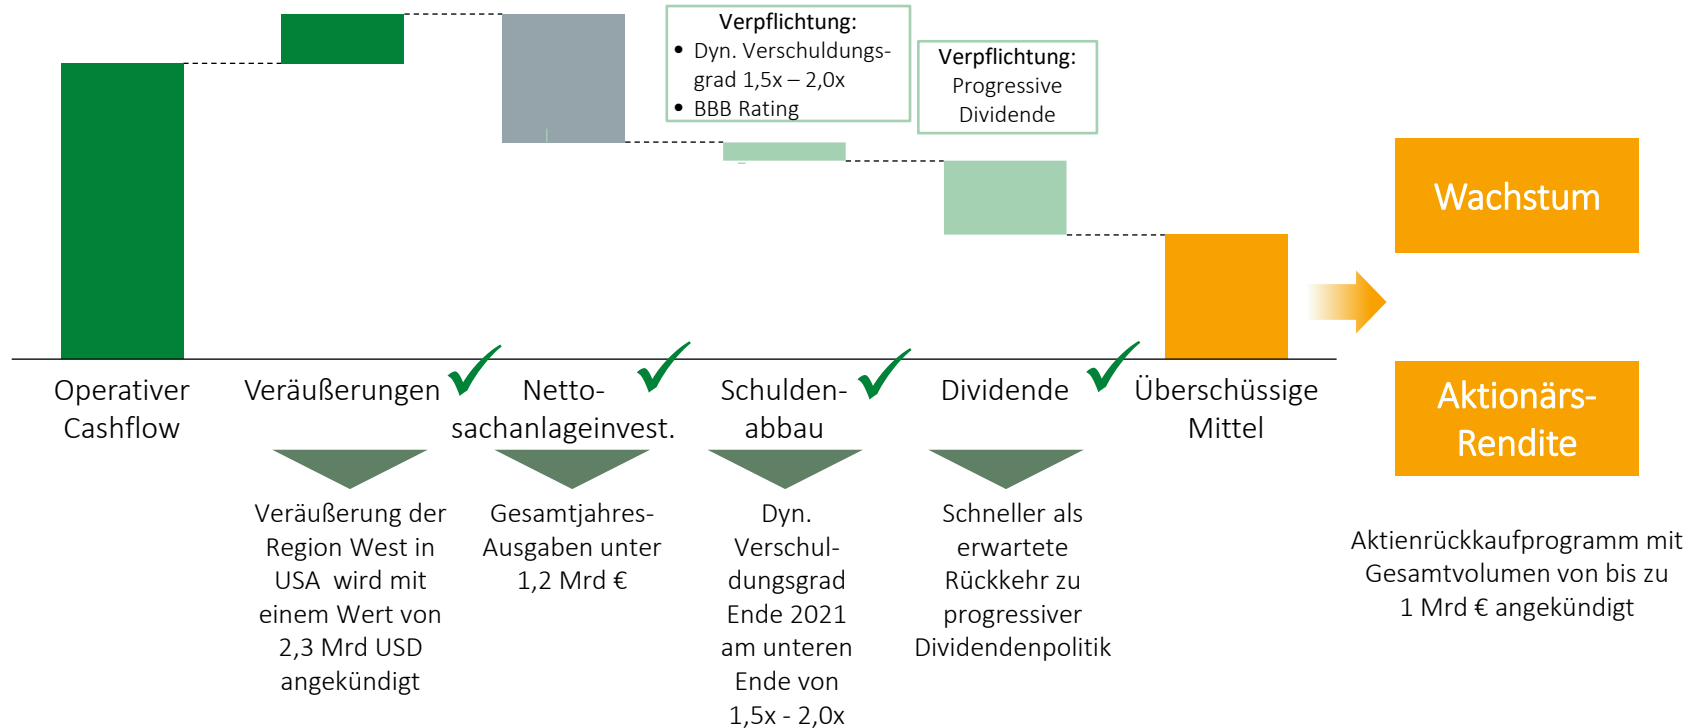 Verpflichtung:
• Dyn. Verschuldungs-
grad 1,5x – 2,0x
• BBB Rating
Verpflichtung:
Progressive
Dividende
Wachstum
Aktionärs-
Rendite
Operativer
Cashflow
Veräußerungen
Netto-
sachanlageinvest.
Schulden-
abbau
Dividende
Überschüssige
Mittel
Veräußerung der
Region West in
USA wird mit
einem Wert von
2,3 Mrd USD
angekündigt
Gesamtjahres-
Ausgaben unter
1,2 Mrd €
Dyn.
Verschul-
dungsgrad
Ende 2021
am unteren
Ende von
1,5x - 2,0x
Schneller als
erwartete
Rückkehr zu
progressiver
Dividendenpolitik
Aktienrückkaufprogramm mit
Gesamtvolumen von bis zu
1 Mrd € angekündigt